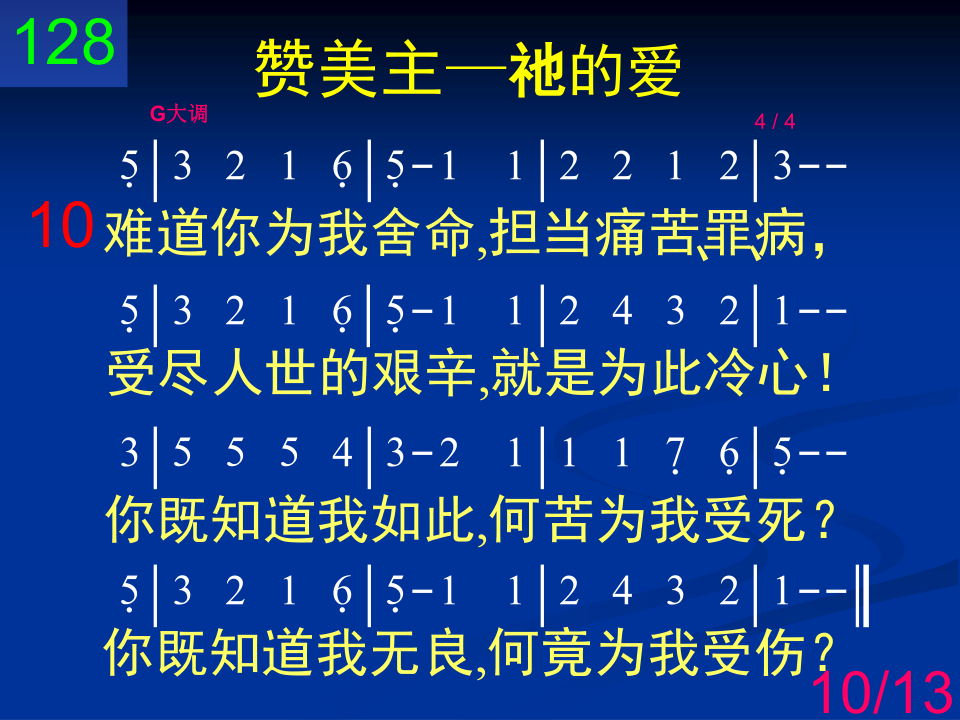 128
赞美主—祂的爱
G大调 4 / 4
5̣|3 2 1 6̣|5̣-1 1|2 2 1 2|3--
10 难道你为我舍命,担当痛苦、罪、病，
5̣|3 2 1 6̣|5̣-1 1|2 4 3 2|1--
受尽人世的艰辛,就是为此冷心！
3|5 5 5 4|3-2 1|1 1 7̣ 6̣|5̣--
你既知道我如此,何苦为我受死？
5̣|3 2 1 6̣|5̣-1 1|2 4 3 2|1--‖
你既知道我无良,何竟为我受伤？
10/13